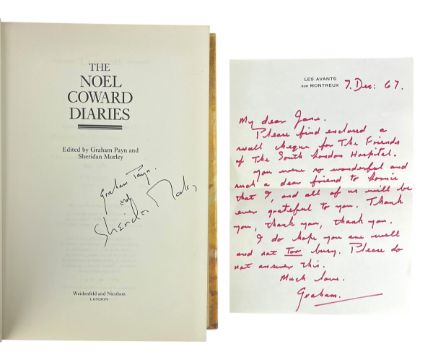 THE
NOEL
COWARD
DIARIES
Edited by Graham Payn and
Sheridan Morley
Graham Payn.
Sheridan Morley
Weidenfeld and Nicolson
LONDON
LES AVANTS
SUR MONTREUX
7. Dec: 67.
My dear Jane.
Please find enclosed a
small cheque for The Friends
of The South London Hospital.
You were so wonderful and
such a dear friend to
that I, and all of us will be
ever grateful to you. Thank
you, thank you, thank you.
I do hope you are well
and not Too busy. Please do
not answer this.
Much love.
Graham.